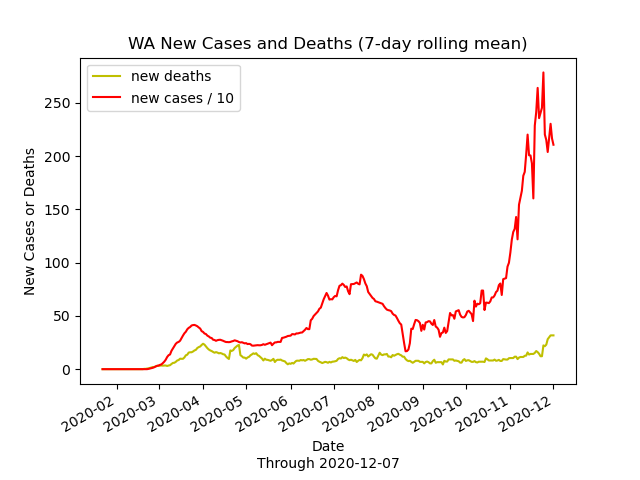 WA New Cases and Deaths (7-day rolling mean)
new deaths
new cases / 10
New Cases or Deaths
250
200
150
100
50
0
2020-02
2020-03
2020-04
2020-05
2020-06
2020-07
2020-08
2020-09
2020-10
2020-11
2020-12
Date
Through 2020-12-07